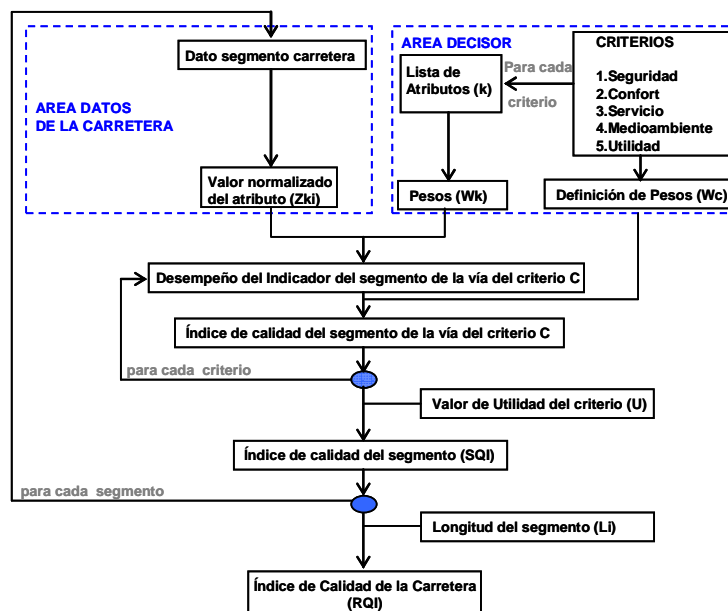 AREA DECISOR
CRITERIOS
1.Seguridad
2.Confort
3.Servicio
4.Medioambiente
5.Utilidad
Para cada
criterio
Lista de
Atributos (k)
Dato segmento carretera
AREA DATOS
DE LA CARRETERA
Valor normalizado
del atributo (Zki)
Pesos (Wk)
Definición de Pesos (Wc)
Desempeño del Indicador del segmento de la vía del criterio C
Índice de calidad del segmento de la vía del criterio C
para cada criterio
Valor de Utilidad del criterio (U)
Índice de calidad del segmento (SQI)
para cada segmento
Longitud del segmento (Li)
Índice de Calidad de la Carretera
(RQI)